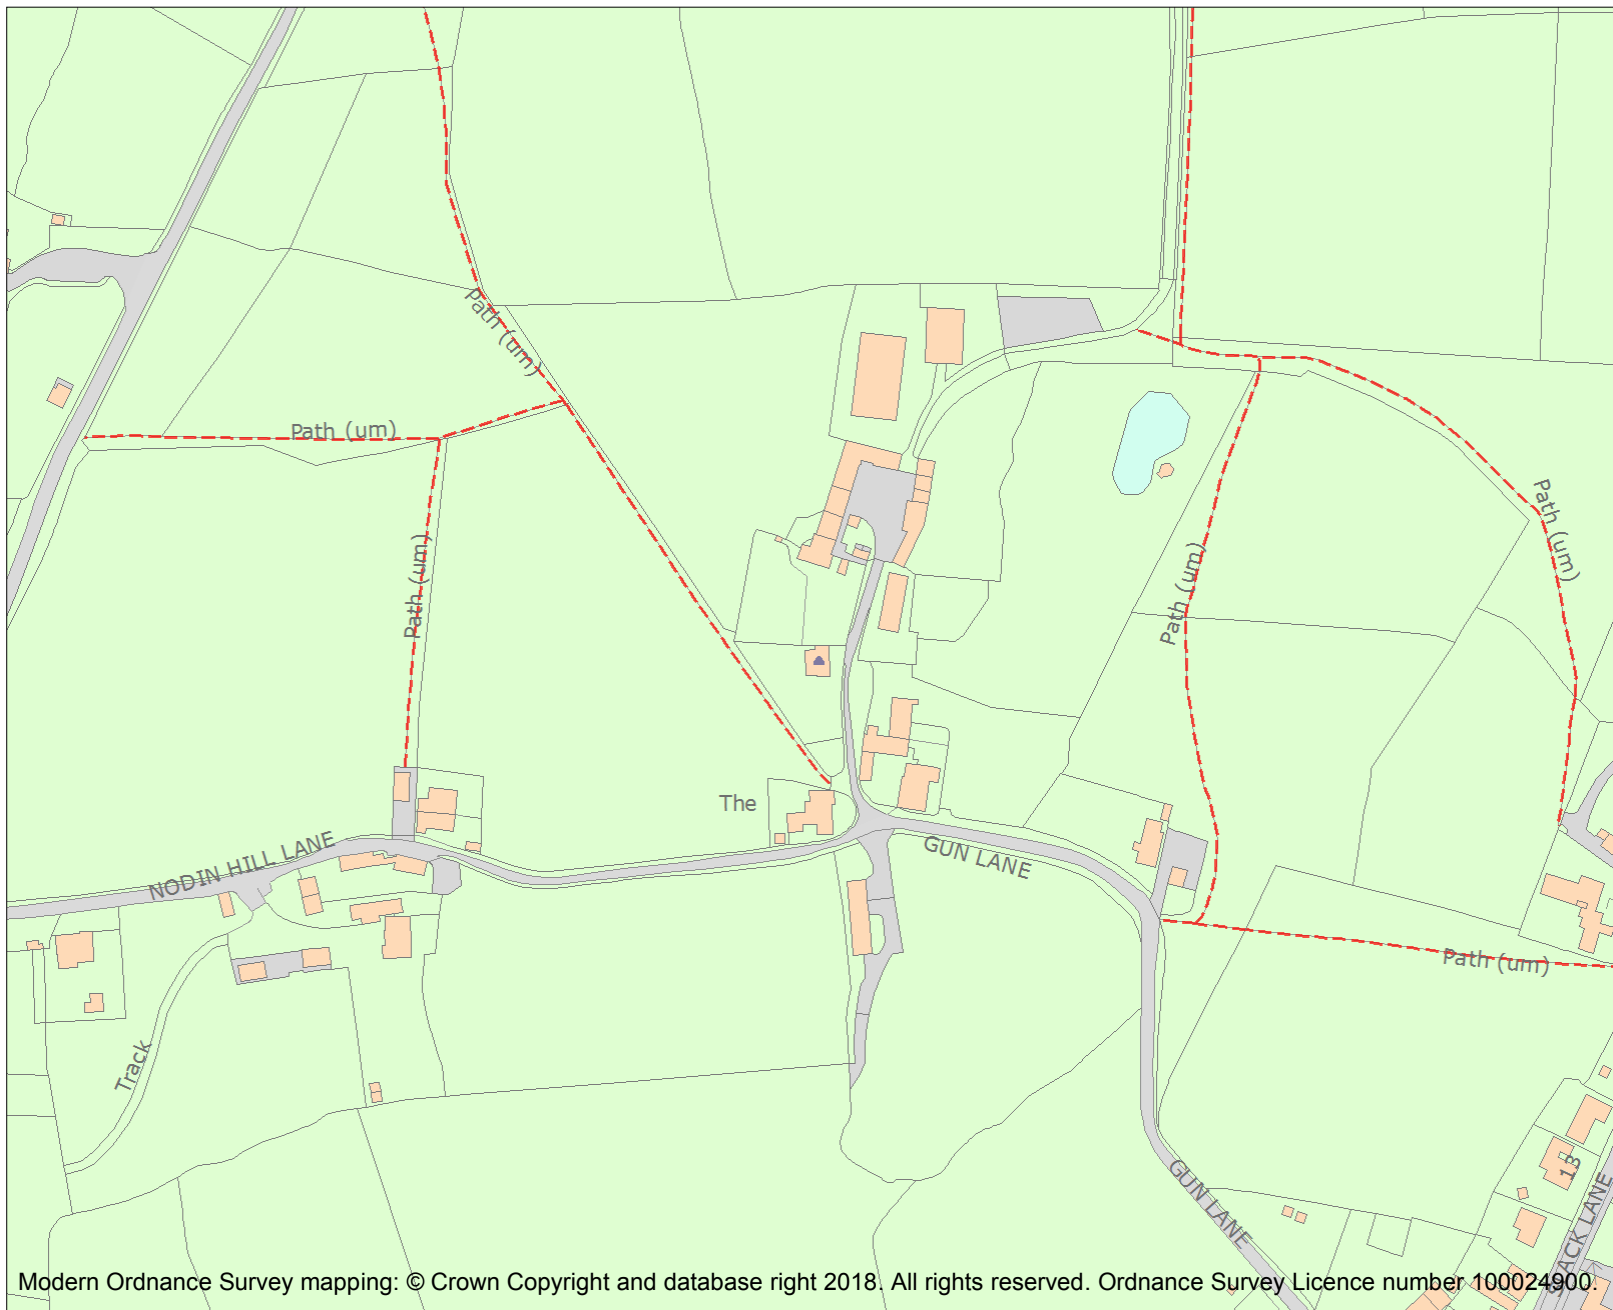 Path (um)
Path (um)
Path (um)
Path (um)
Path (um)
The
NODIN HILL LANE
GUN LANE
Path (um)
Track
GUN LANE
13
Modern Ordnance Survey mapping: © Crown Copyright and database right 2018. All rights reserved. Ordnance Survey Licence number 100024900.